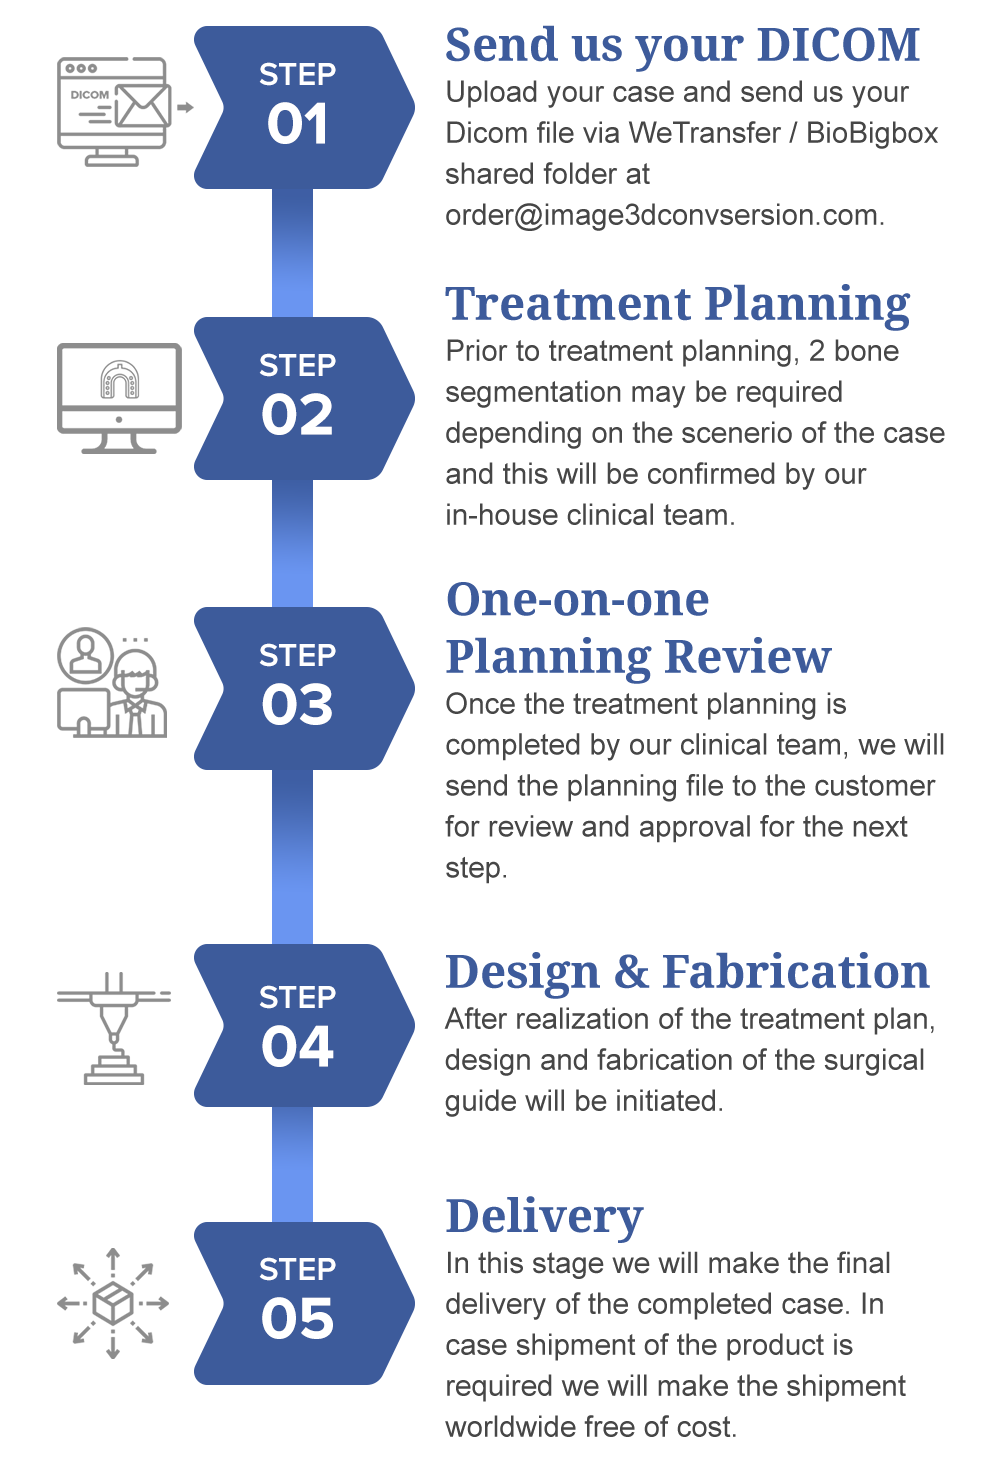 DICOM
STEP
01
Send us your DICOM
Upload your case and send us your
Dicom file via WeTransfer / BioBigbox
shared folder at
order@image3dconvsersion.com.
STEP
02
Treatment Planning
Prior to treatment planning, 2 bone
segmentation may be required
depending on the scenerio of the case
and this will be confirmed by our
in-house clinical team.
STEP
03
One-on-one
Planning Review
Once the treatment planning is
completed by our clinical team, we will
send the planning file to the customer
for review and approval for the next
step.
STEP
04
Design & Fabrication
After realization of the treatment plan,
design and fabrication of the surgical
guide will be initiated.
STEP
05
Delivery
In this stage we will make the final
delivery of the completed case. In
case shipment of the product is
required we will make the shipment
worldwide free of cost.